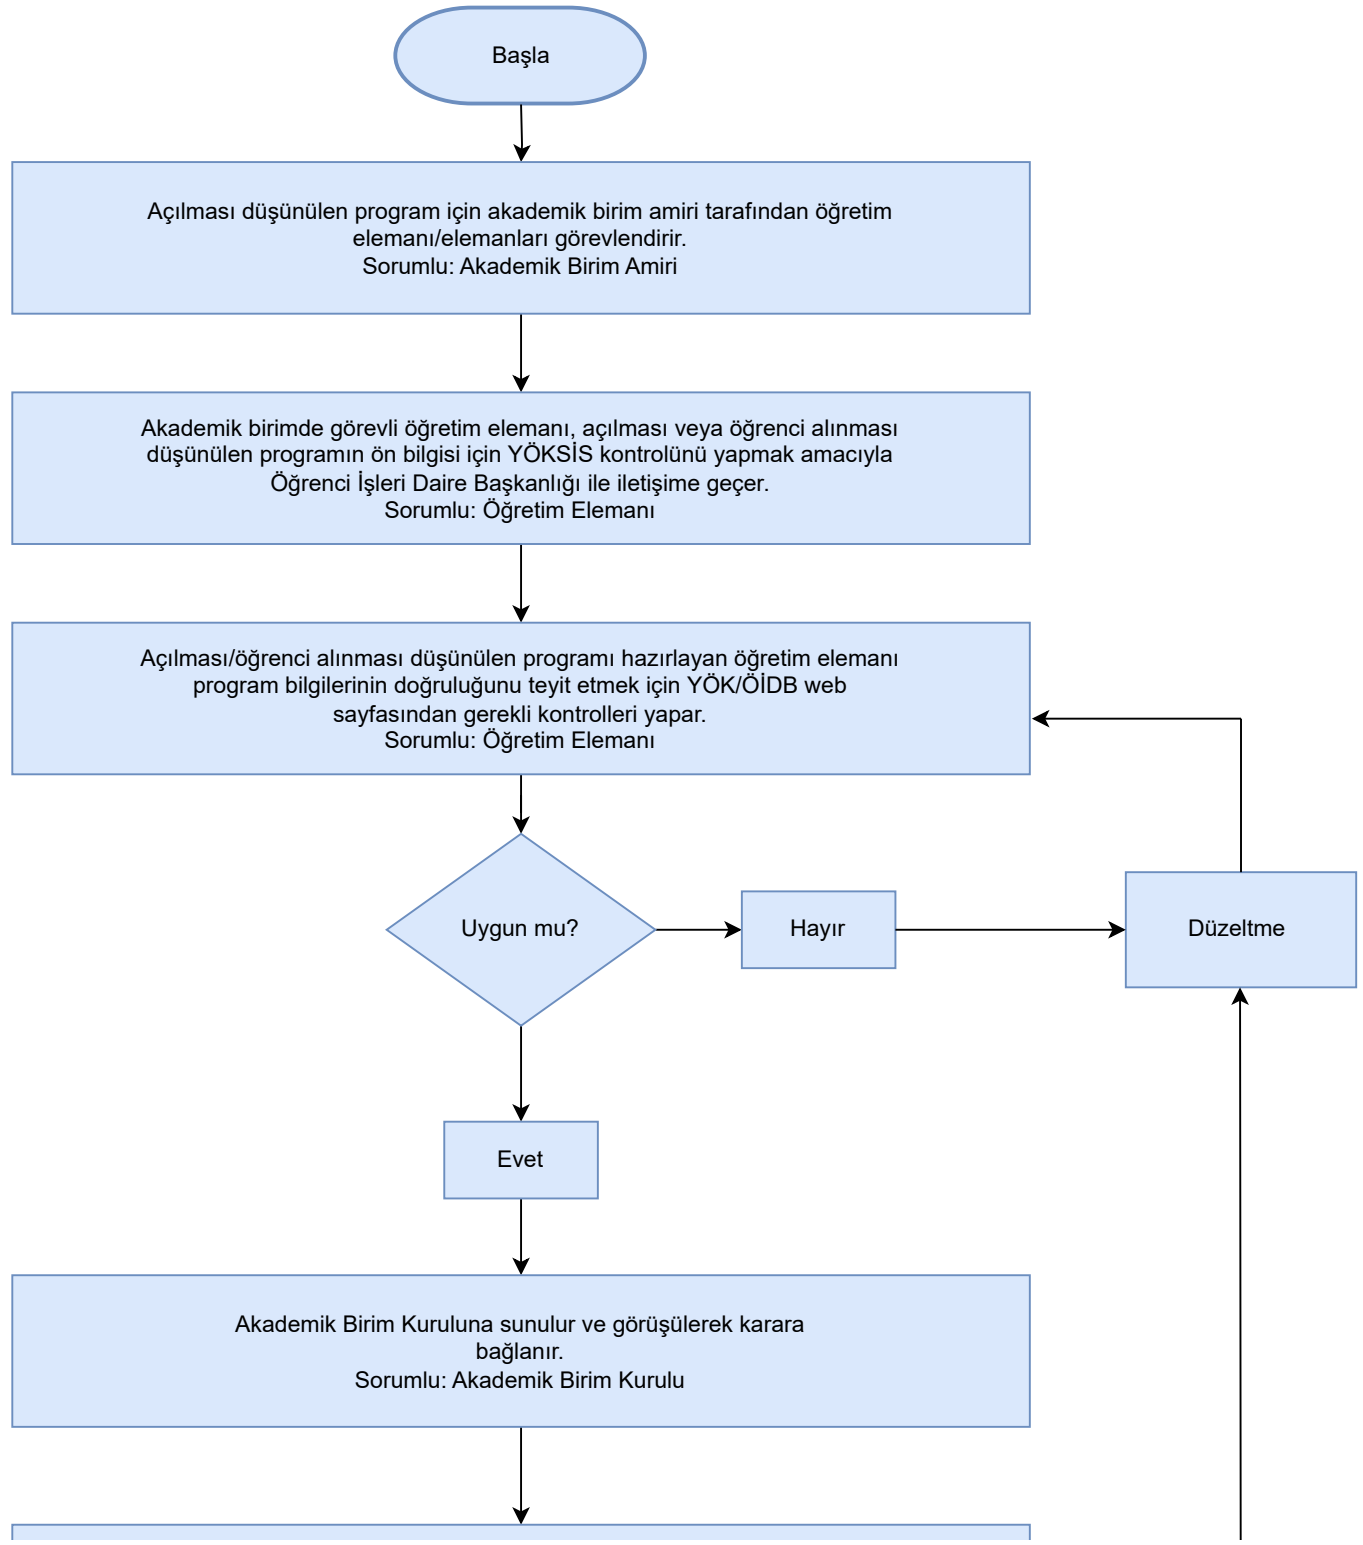 Başla
Açılması düşünülen program için akademik birim amiri tarafından öğretim
elemanı/elemanları görevlendirir.
Sorumlu: Akademik Birim Amiri
Akademik birimde görevli öğretim elemanı, açılması veya öğrenci alınması
düşünülen programın ön bilgisi için YÖKSİS kontrolünü yapmak amacıyla
Öğrenci İşleri Daire Başkanlığı ile iletişime geçer.
Sorumlu: Öğretim Elemanı
Açılması/öğrenci alınması düşünülen programı hazırlayan öğretim elemanı
program bilgilerinin doğruluğunu teyit etmek için YÖK/ÖİDB web
sayfasından gerekli kontrolleri yapar.
Sorumlu: Öğretim Elemanı
Uygun mu?
Hayır
Düzeltme
Evet
Akademik Birim Kuruluna sunulur ve görüşülerek karara
bağlanır.
Sorumlu: Akademik Birim Kurulu